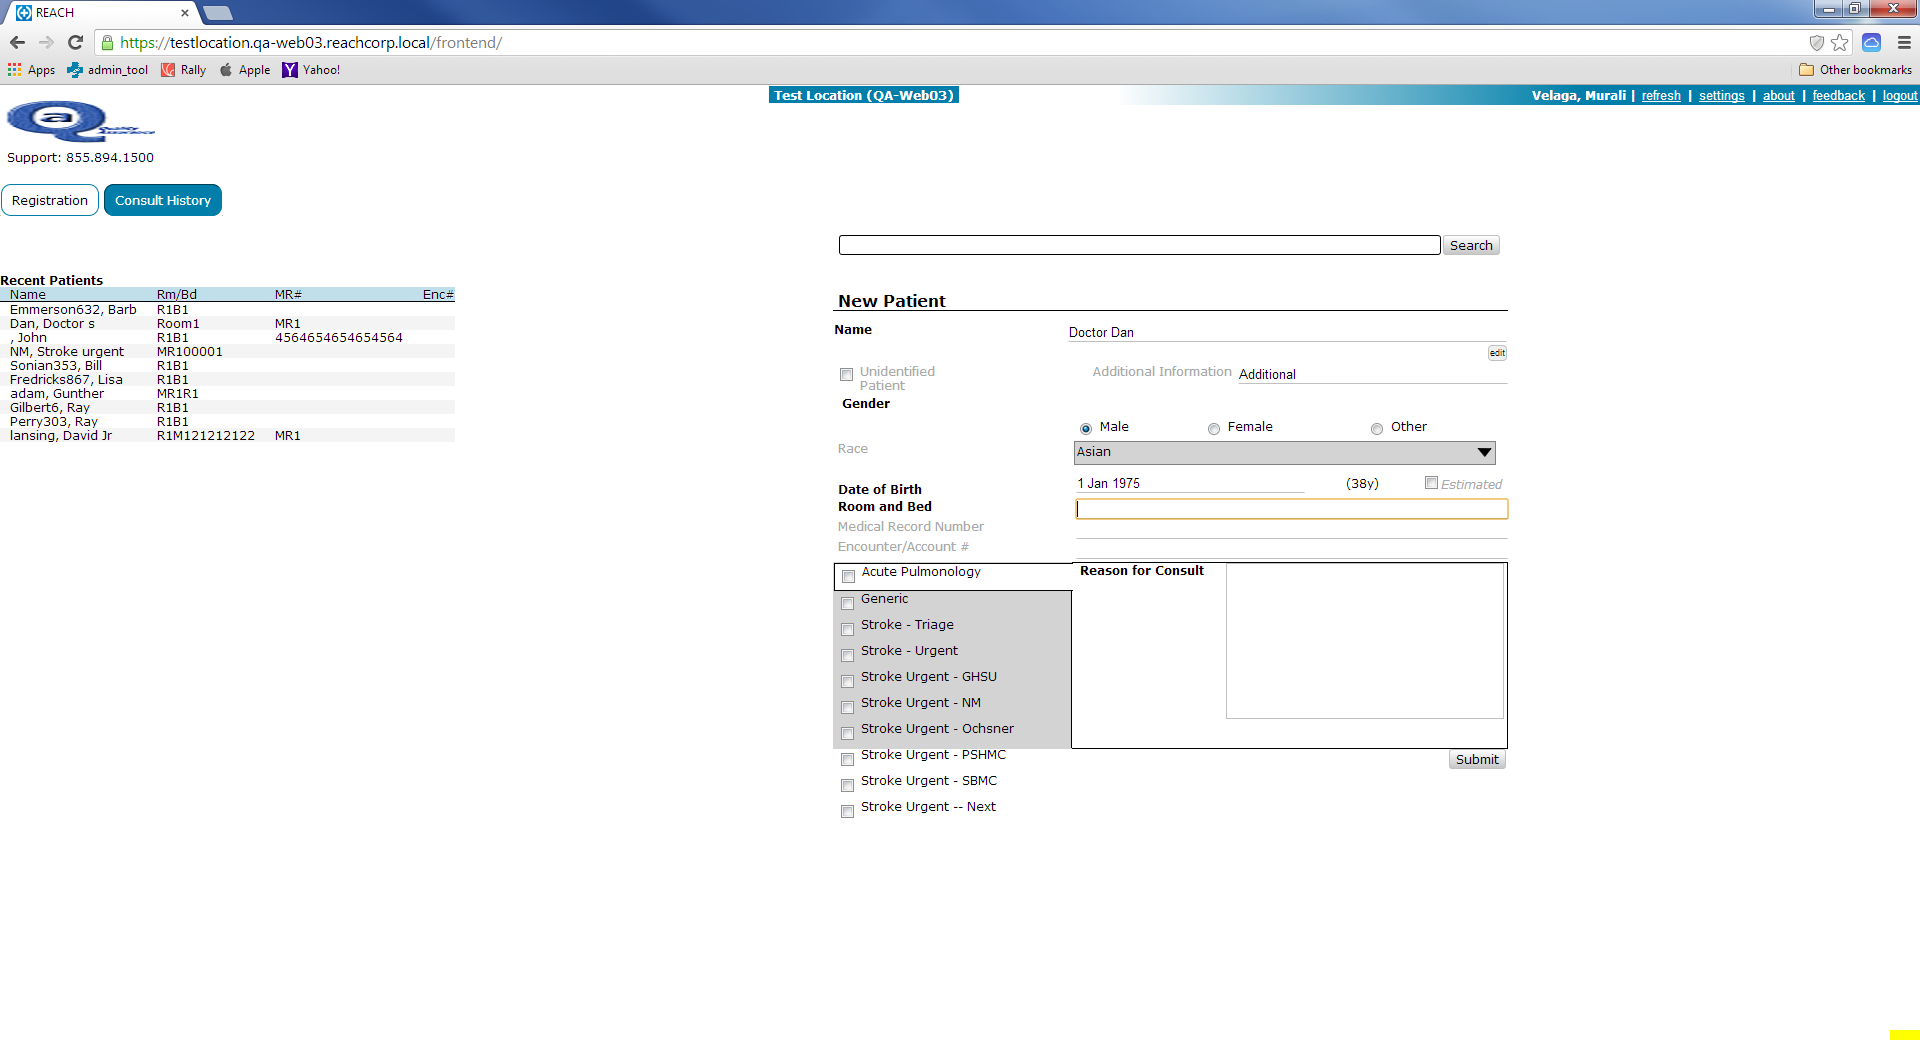 REACH
https://testlocation.qa-web03.reachcorp.local/frontend/
Apps admin_tool Rally Apple Yahoo! Other bookmarks
Test Location (QA-Web03) Velaga, Murali | refresh | settings | about | feedback | logout
Qa Quality Assurance
Support: 855.894.1500
Registration Consult History
Search
Recent Patients
Name Rm/Bd MR# Enc#
Emmerson632, Barb R1B1
Dan, Doctor s Room1 MR1
, John R1B1 4564654654654564
NM, Stroke urgent MR100001
Sonian353, Bill R1B1
Fredricks867, Lisa R1B1
adam, Gunther MR1R1
Gilbert6, Ray R1B1
Perry303, Ray R1B1
lansing, David Jr R1M121212122 MR1
New Patient
Name Doctor Dan
edit
Unidentified Patient Additional Information Additional
Gender
Male Female Other
Race Asian
Date of Birth 1 Jan 1975 (38y) Estimated
Room and Bed
Medical Record Number
Encounter/Account #
Acute Pulmonology Reason for Consult
Generic
Stroke - Triage
Stroke - Urgent
Stroke Urgent - GHSU
Stroke Urgent - NM
Stroke Urgent - Ochsner
Stroke Urgent - PSHMC Submit
Stroke Urgent - SBMC
Stroke Urgent -- Next